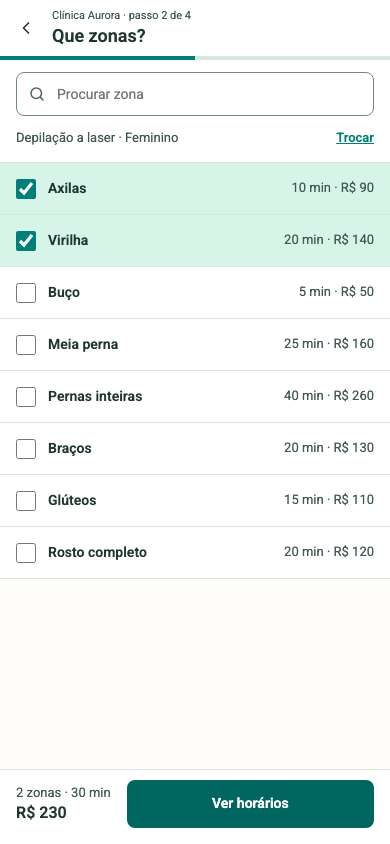 Clínica Aurora · passo 2 de 4
Que zonas?
Procurar zona
Depilação a laser · Feminino Trocar
Axilas 10 min · R$ 90
Virilha 20 min · R$ 140
Buço 5 min · R$ 50
Meia perna 25 min · R$ 160
Pernas inteiras 40 min · R$ 260
Braços 20 min · R$ 130
Glúteos 15 min · R$ 110
Rosto completo 20 min · R$ 120
2 zonas · 30 min
R$ 230
Ver horários